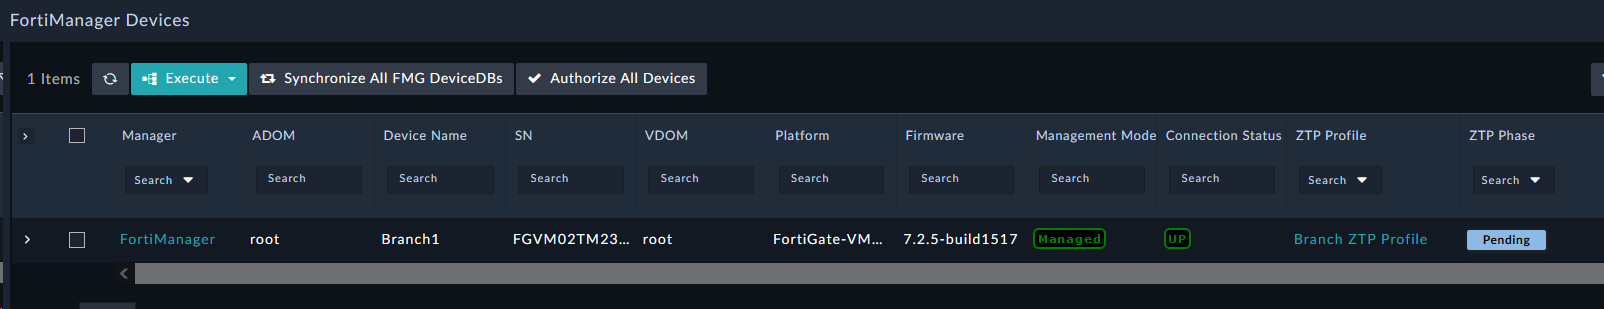 FortiManager Devices
1 Items Execute Synchronize All FMG DeviceDBs Authorize All Devices
Manager ADOM Device Name SN VDOM Platform Firmware Management Mode Connection Status ZTP Profile ZTP Phase
Search Search Search Search Search Search Search Search Search Search Search
FortiManager root Branch1 FGVM02TM23... root FortiGate-VM... 7.2.5-build1517 Managed UP Branch ZTP Profile Pending